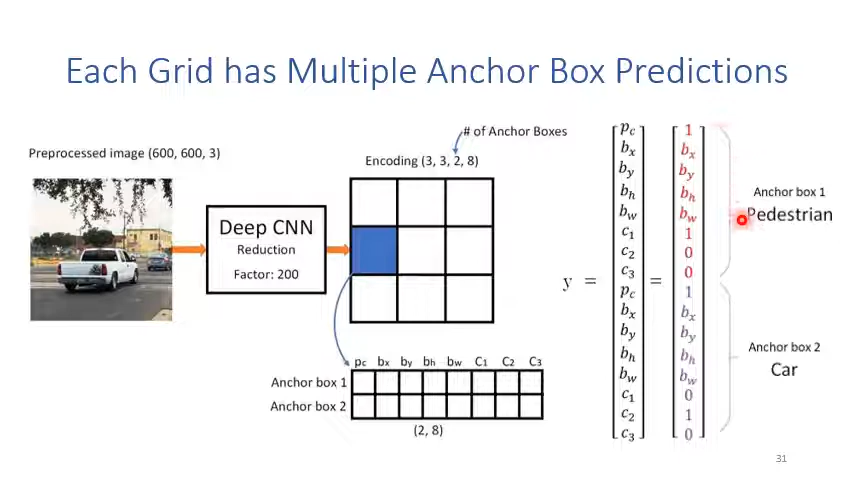 Each Grid has Multiple Anchor Box Predictions
# of Anchor Boxes
Preprocessed image (600, 600, 3)
Encoding (3, 3, 2, 8)
Deep CNN
Reduction
Factor: 200
pc bx by bh bw C1 C2 C3
Anchor box 1
Anchor box 2
(2, 8)
y =
pc
bx
by
bh
bw
c1
c2
c3
pc
bx
by
bh
bw
c1
c2
c3
=
1
bx
by
bh
bw
1
0
0
1
bx
by
bh
bw
0
1
0
Anchor box 1
Pedestrian
Anchor box 2
Car
31